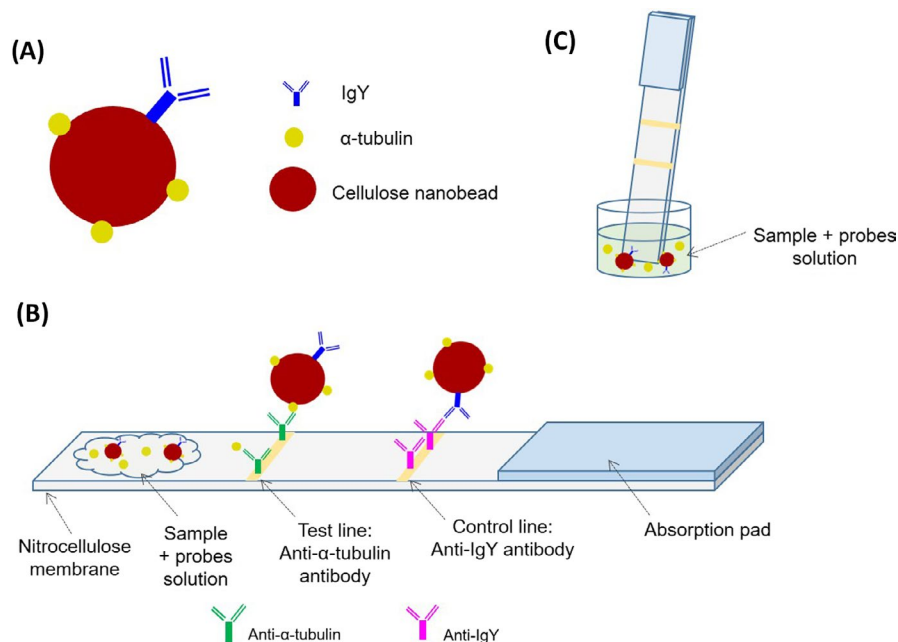 (A)
IgY
α-tubulin
Cellulose nanobead
(C)
Sample + probes
solution
(B)
Nitrocellulose
membrane
Sample
+ probes
solution
Test line:
Anti-α-tubulin
antibody
Control line:
Anti-IgY antibody
Absorption pad
Anti-α-tubulin
Anti-IgY